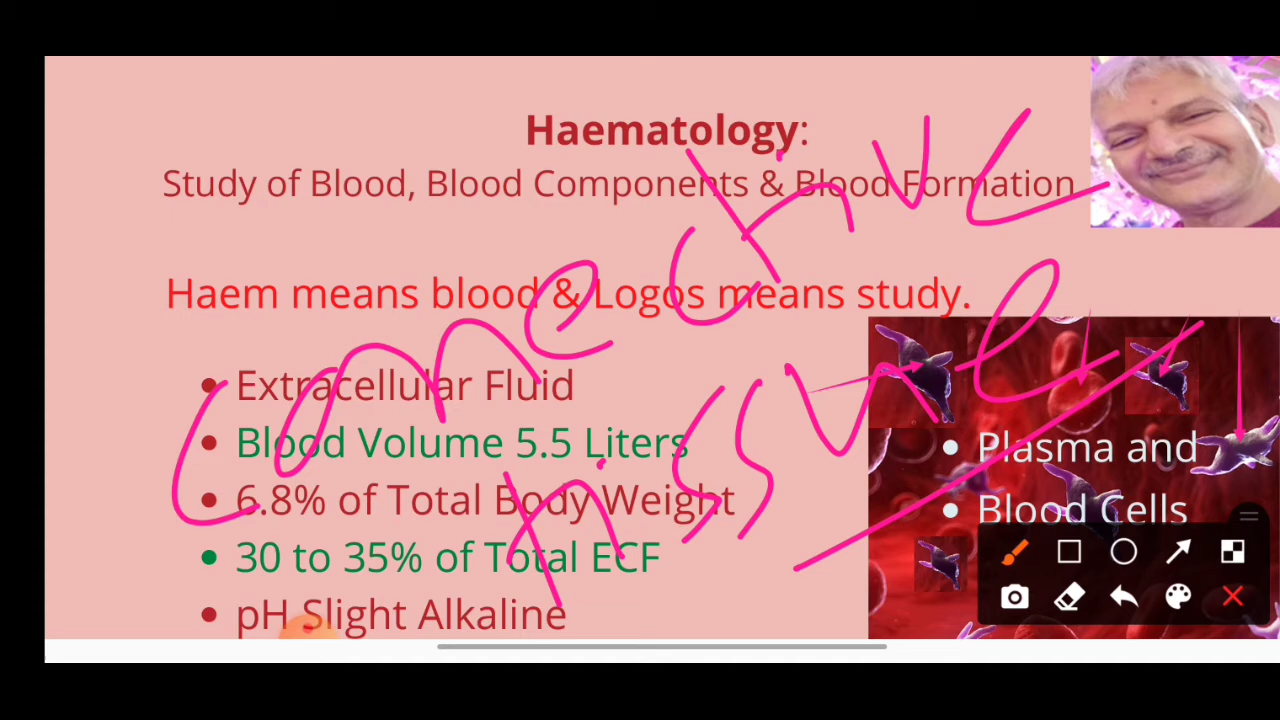 Haematology:
Study of Blood, Blood Components & Blood Formation
Haem means blood & Logos means study.
Extracellular Fluid
Blood Volume 5.5 Liters
6.8% of Total Body Weight
30 to 35% of Total ECF
pH Slight Alkaline
Plasma and
Blood Cells
Connective
tissue